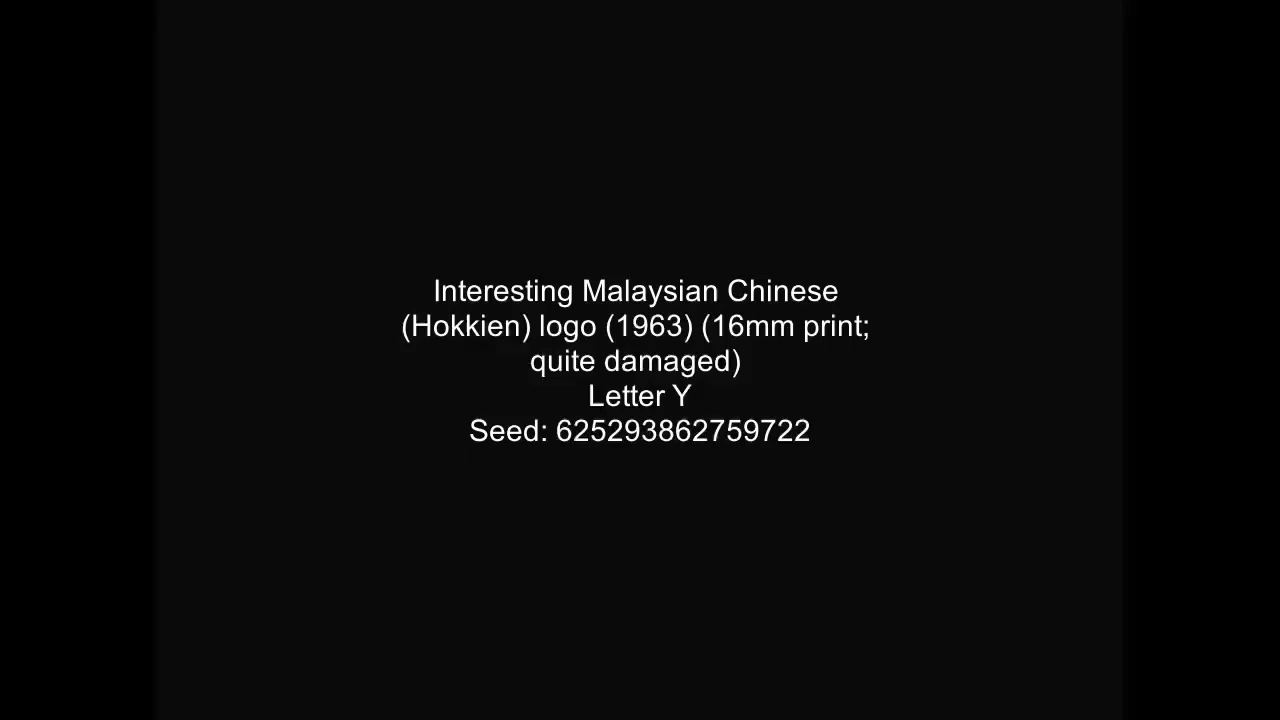 Interesting Malaysian Chinese
(Hokkien) logo (1963) (16mm print;
quite damaged)
Letter Y
Seed: 625293862759722